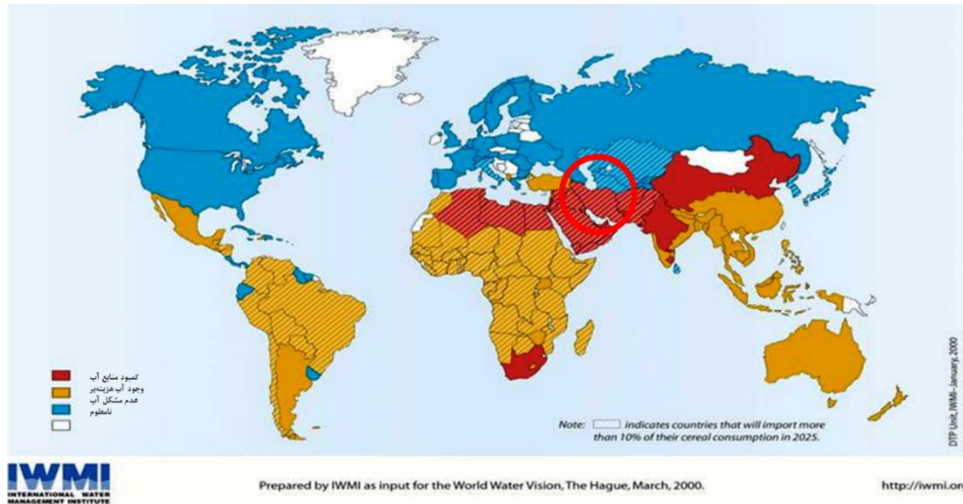 کمبود منابع آب
وجود آب هزینه‌بر
عدم مشکل آب
نامعلوم
Note: indicates countries that will import more
than 10% of their cereal consumption in 2025.
DTP Unit, IWMI-January, 2000
IWMI
INTERNATIONAL WATER
MANAGEMENT INSTITUTE
Prepared by IWMI as input for the World Water Vision, The Hague, March, 2000.
http://iwmi.or